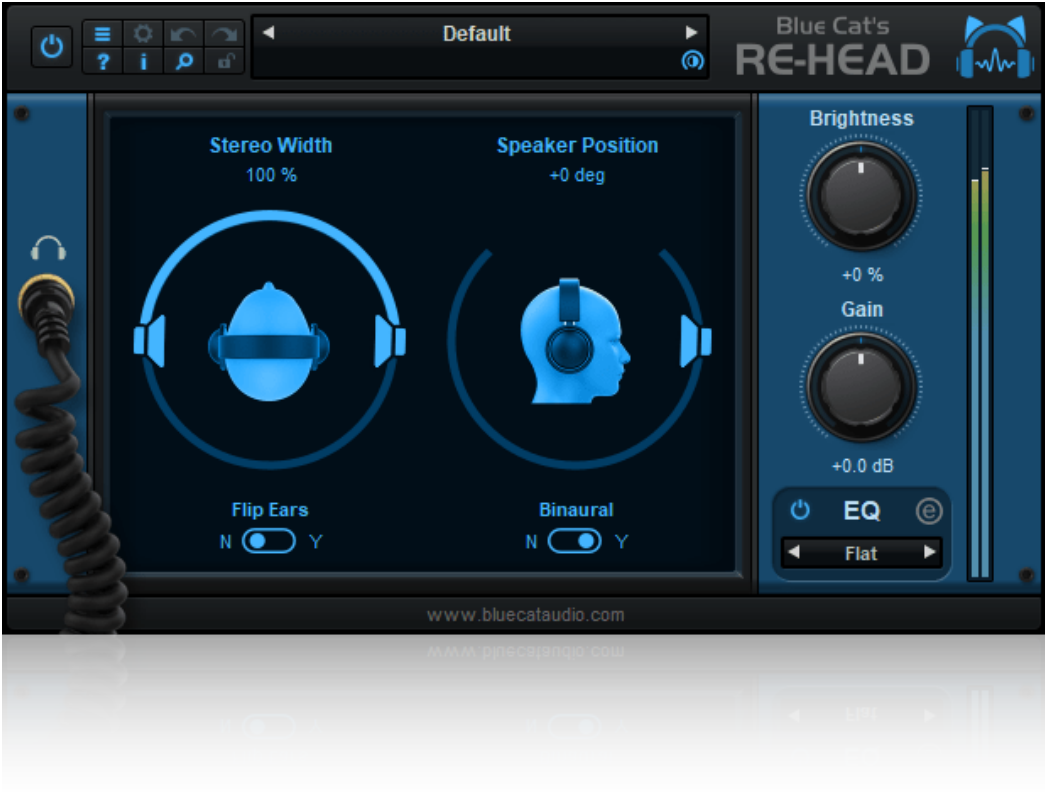 Default
Blue Cat's
RE-HEAD
Stereo Width
100 %
Speaker Position
+0 deg
Flip Ears
N Y
Binaural
N Y
Brightness
+0 %
Gain
+0.0 dB
EQ
e
Flat
www.bluecataudio.com